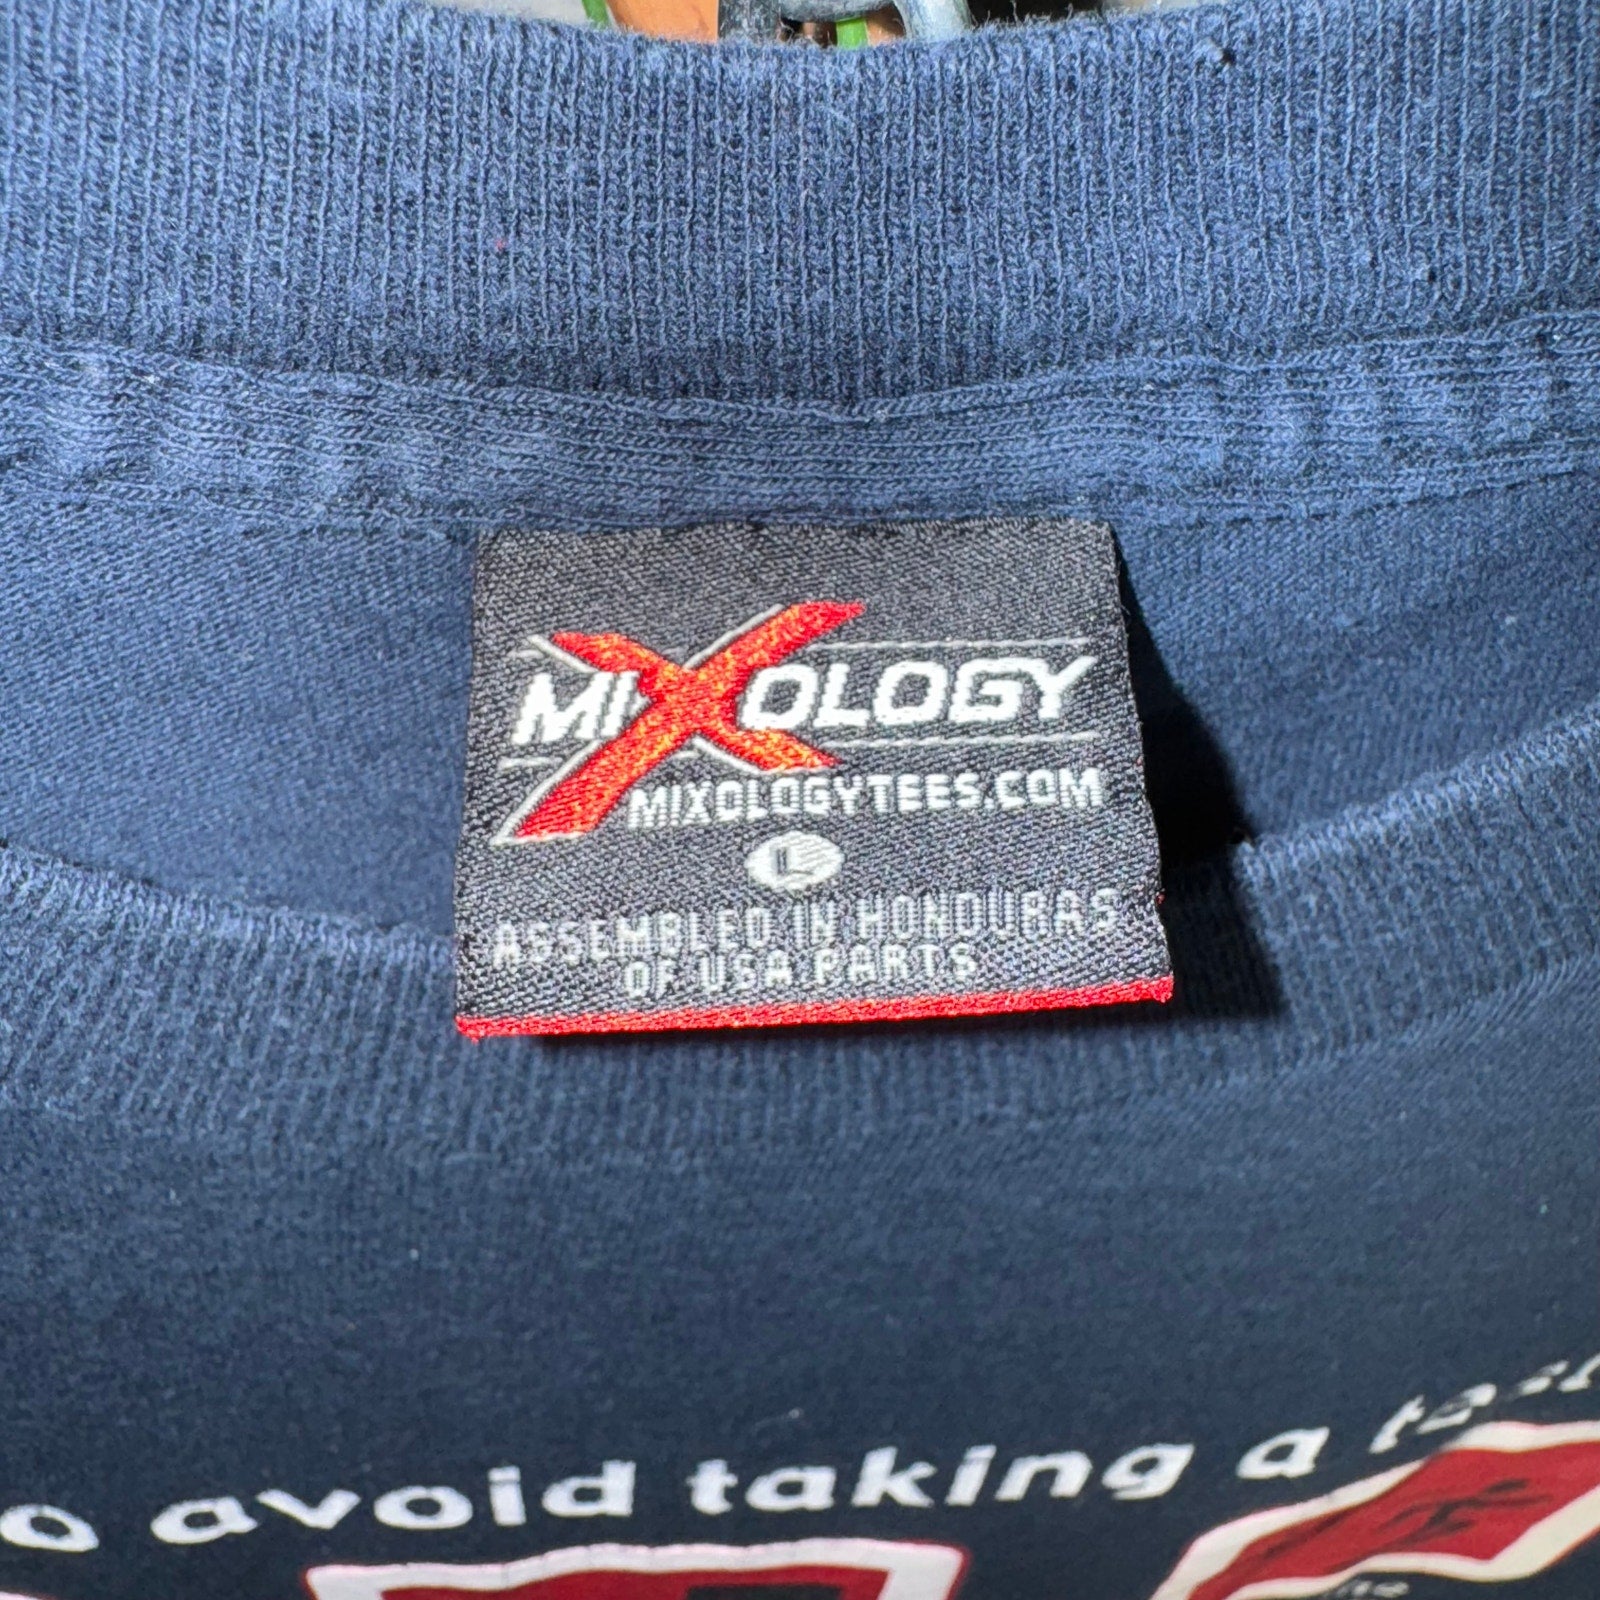 MIXOLOGY
MIXOLOGYTEES.COM
L
ASSEMBLED IN HONDURAS
OF USA PARTS
o avoid taking a